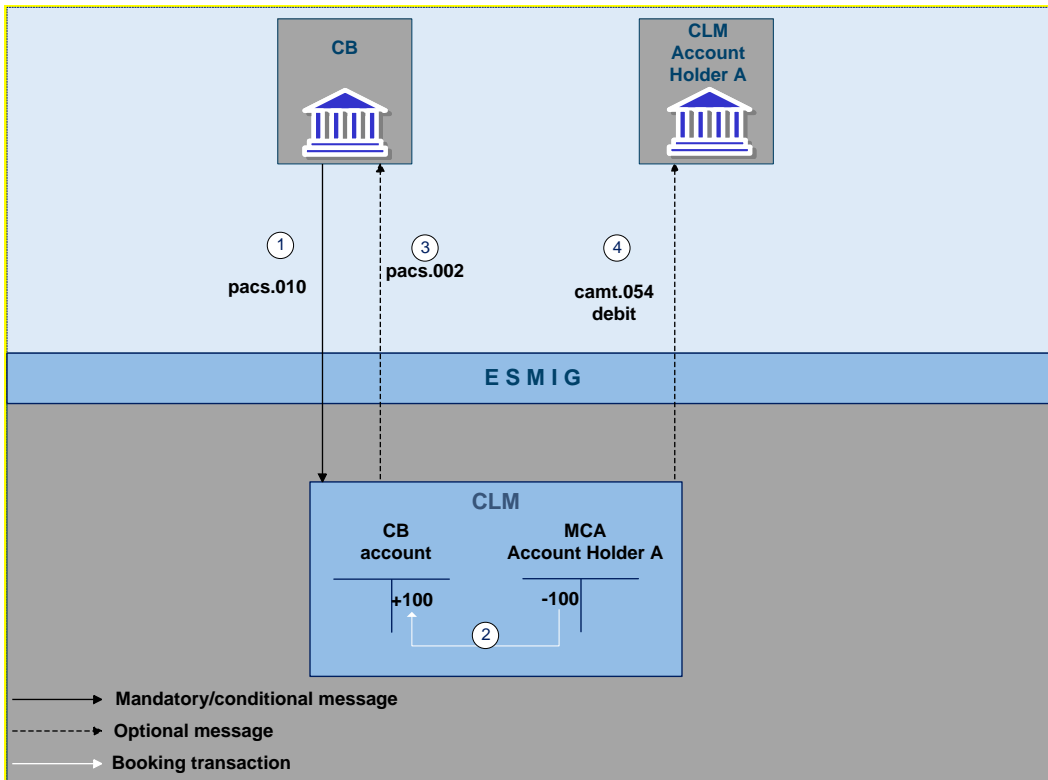 CB
CLM
Account
Holder A
1
pacs.010
3
pacs.002
4
camt.054
debit
E S M I G
CLM
CB
account
MCA
Account Holder A
+100
-100
2
Mandatory/conditional message
Optional message
Booking transaction